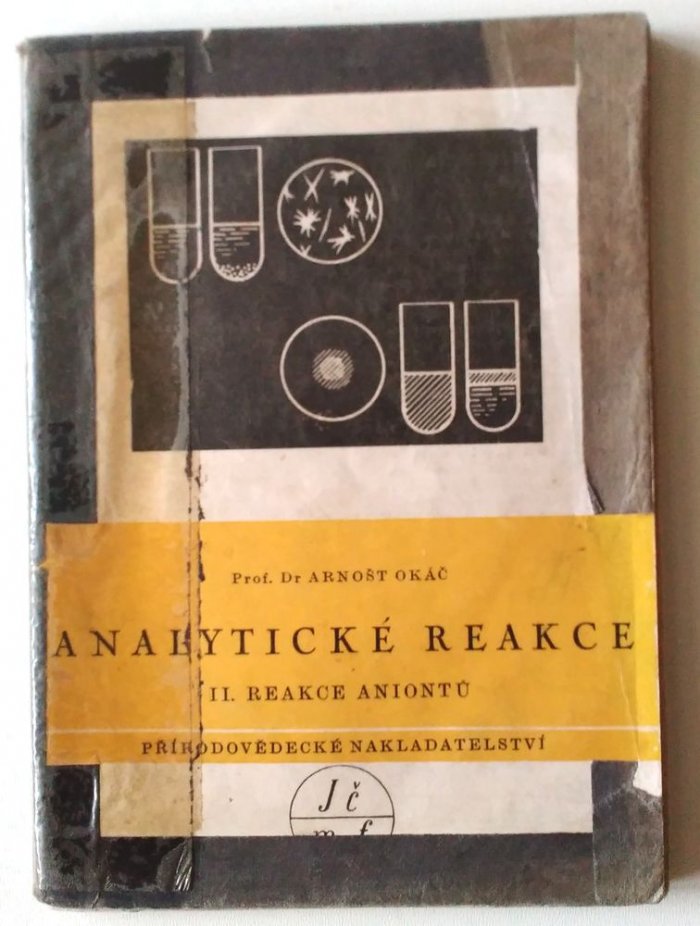 Prof. Dr ARNOŠT OKÁČ
ANALYTICKÉ REAKCE
II. REAKCE ANIONTŮ
PŘÍRODOVĚDECKÉ NAKLADATELSTVÍ
J č
m f